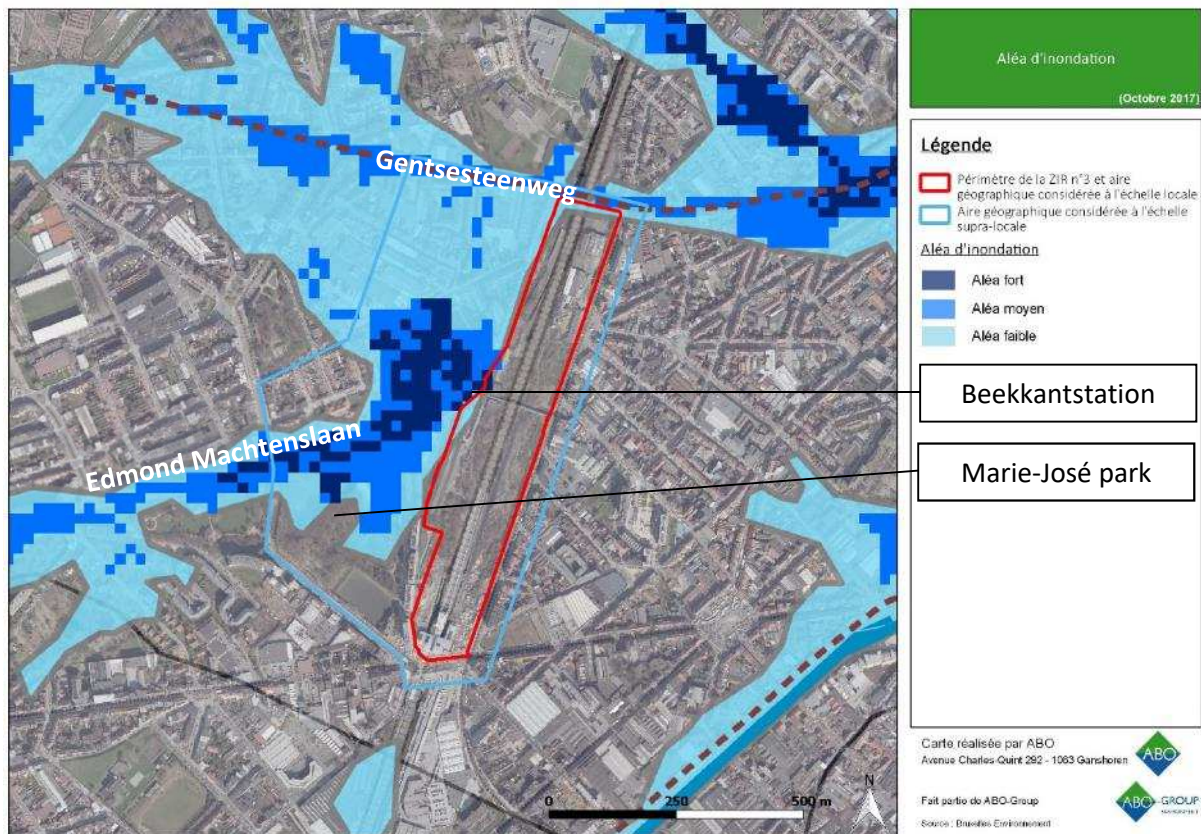 Gentsesteenweg
Edmond Machtenslaan
N
0 250 500 m
Aléa d'inondation
(Octobre 2017)
Légende
Périmètre de la ZIR n°3 et aire
géographique considérée à l'échelle locale
Aire géographique considérée à l'échelle
supra-locale
Aléa d'inondation
Aléa fort
Aléa moyen
Aléa faible
Beekkantstation
Marie-José park
Carte réalisée par ABO
Avenue Charles-Quint 292 - 1083 Ganshoren
ABO
Fait partie de ABO-Group
ABO GROUP
Source : Bruxelles Environnement